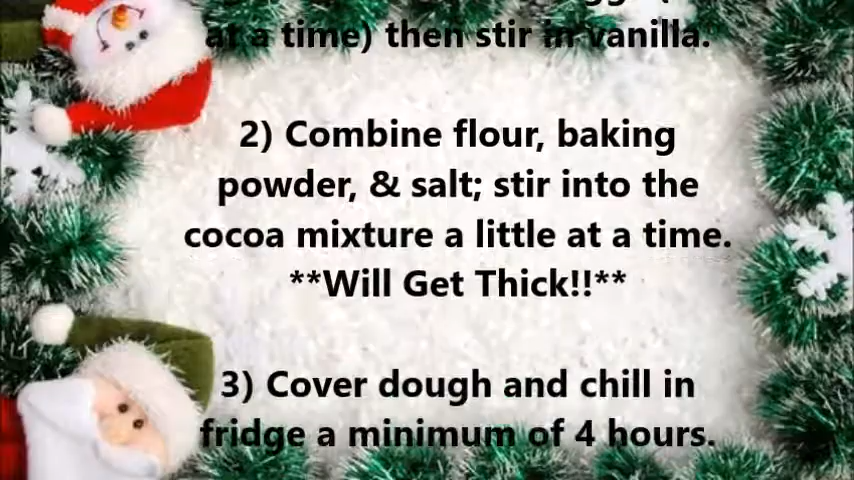 at a time) then stir in vanilla.
2) Combine flour, baking
powder, & salt; stir into the
cocoa mixture a little at a time.
**Will Get Thick!!**
3) Cover dough and chill in
fridge a minimum of 4 hours.